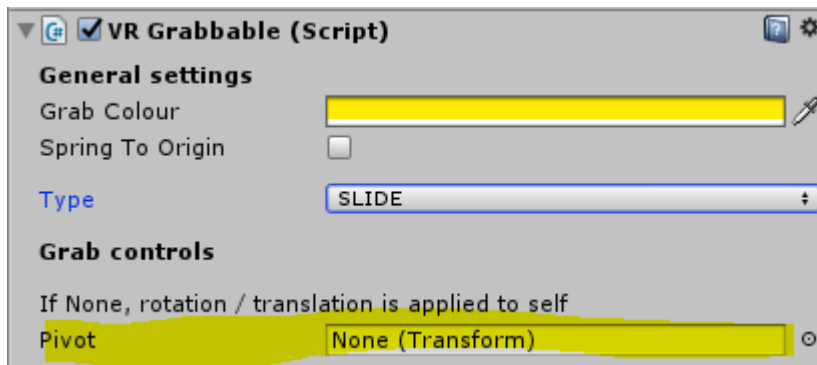 VR Grabbable (Script)
General settings
Grab Colour
Spring To Origin
Type SLIDE
Grab controls
If None, rotation / translation is applied to self
Pivot None (Transform)